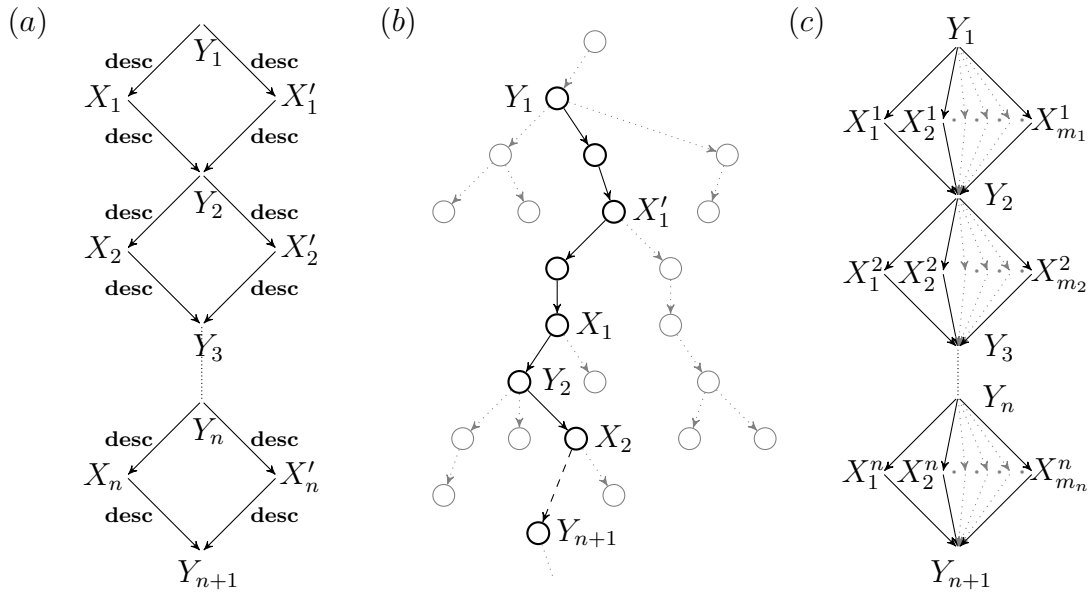 (a)
Y_1
desc desc
X_1 X'_1
desc desc
Y_2
desc desc
X_2 X'_2
desc desc
Y_3
Y_n
desc desc
X_n X'_n
desc desc
Y_{n+1}
(b)
Y_1
X'_1
X_1
Y_2
X_2
Y_{n+1}
(c)
Y_1
X^1_1 X^1_2 X^1_{m_1}
Y_2
X^2_1 X^2_2 X^2_{m_2}
Y_3
Y_n
X^n_1 X^n_2 X^n_{m_n}
Y_{n+1}